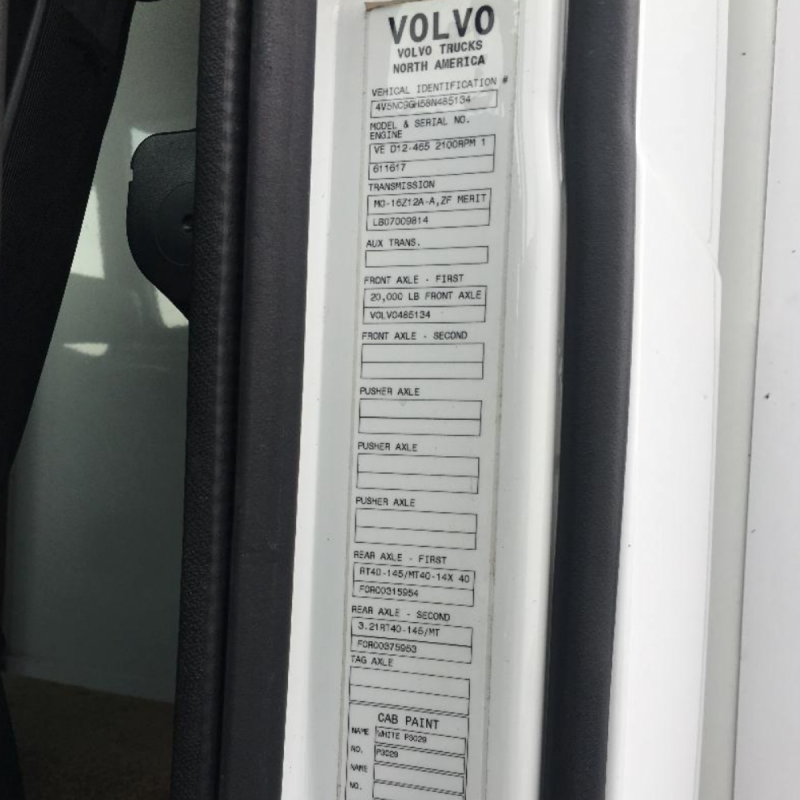 VOLVO
VOLVO TRUCKS
NORTH AMERICA
VEHICAL IDENTIFICATION #
4V5NC9GH58N485134
MODEL & SERIAL NO.
ENGINE
VE D12-465 2100RPM 1
611617
TRANSMISSION
MO-16Z12A-A,ZF MERIT
LB07009814
AUX TRANS.
FRONT AXLE - FIRST
20,000 LB FRONT AXLE
VOLVO485134
FRONT AXLE - SECOND
PUSHER AXLE
PUSHER AXLE
PUSHER AXLE
REAR AXLE - FIRST
RT40-145/MT40-14X 40
FOR00315954
REAR AXLE - SECOND
3.21RT40-145/MT
FOR00375953
TAG AXLE
CAB PAINT
NAME WHITE P3029
NO. P3029
NAME
NO.